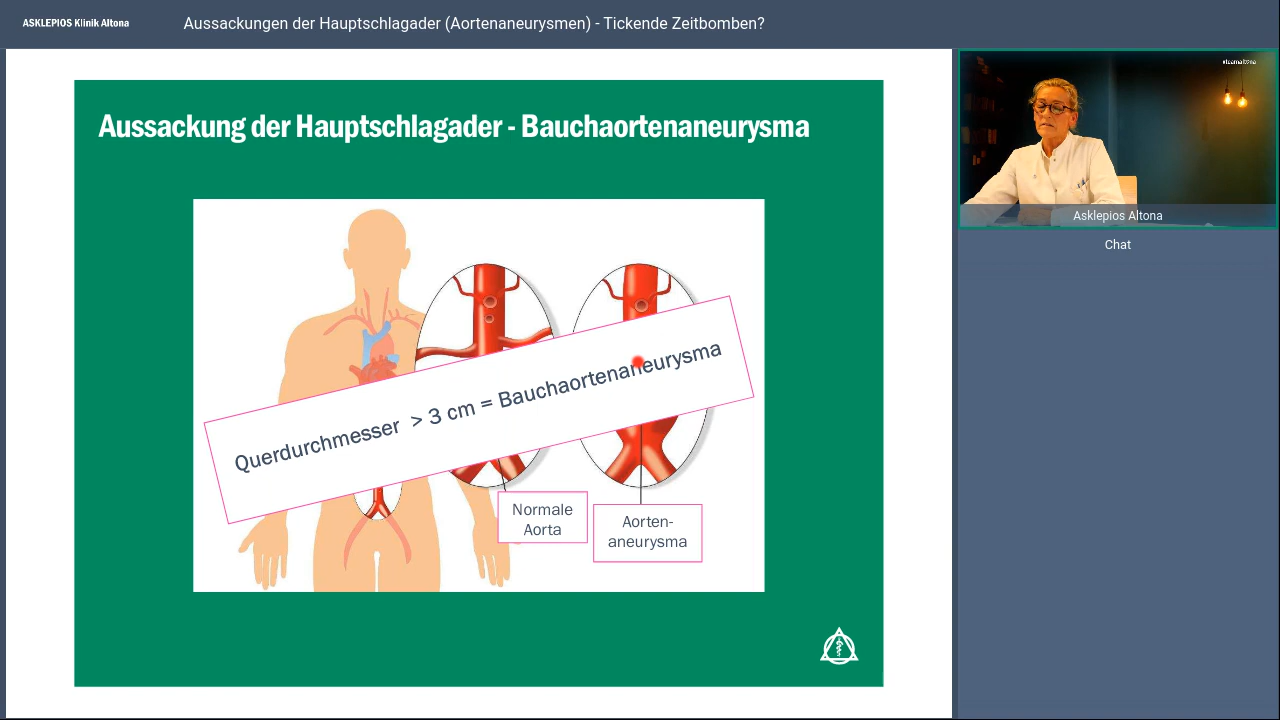 ASKLEPIOS Klinik Altona
Aussackungen der Hauptschlagader (Aortenaneurysmen) - Tickende Zeitbomben?
Aussackung der Hauptschlagader - Bauchaortenaneurysma
Querdurchmesser > 3 cm = Bauchaortenaneurysma
Normale
Aorta
Aorten-
aneurysma
#teamaltona
Asklepios Altona
Chat